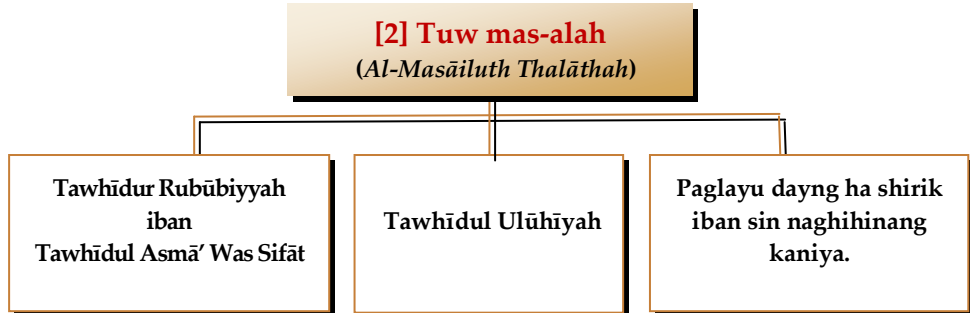 [2] Tuw mas-alah
(Al-Masāiluth Thalāthah)
Tawhīdur Rubūbiyyah
iban
Tawhīdul Asmā’ Was Sifāt
Tawhīdul Ulūhīyah
Paglayu dayng ha shirik
iban sin naghihinang
kaniya.